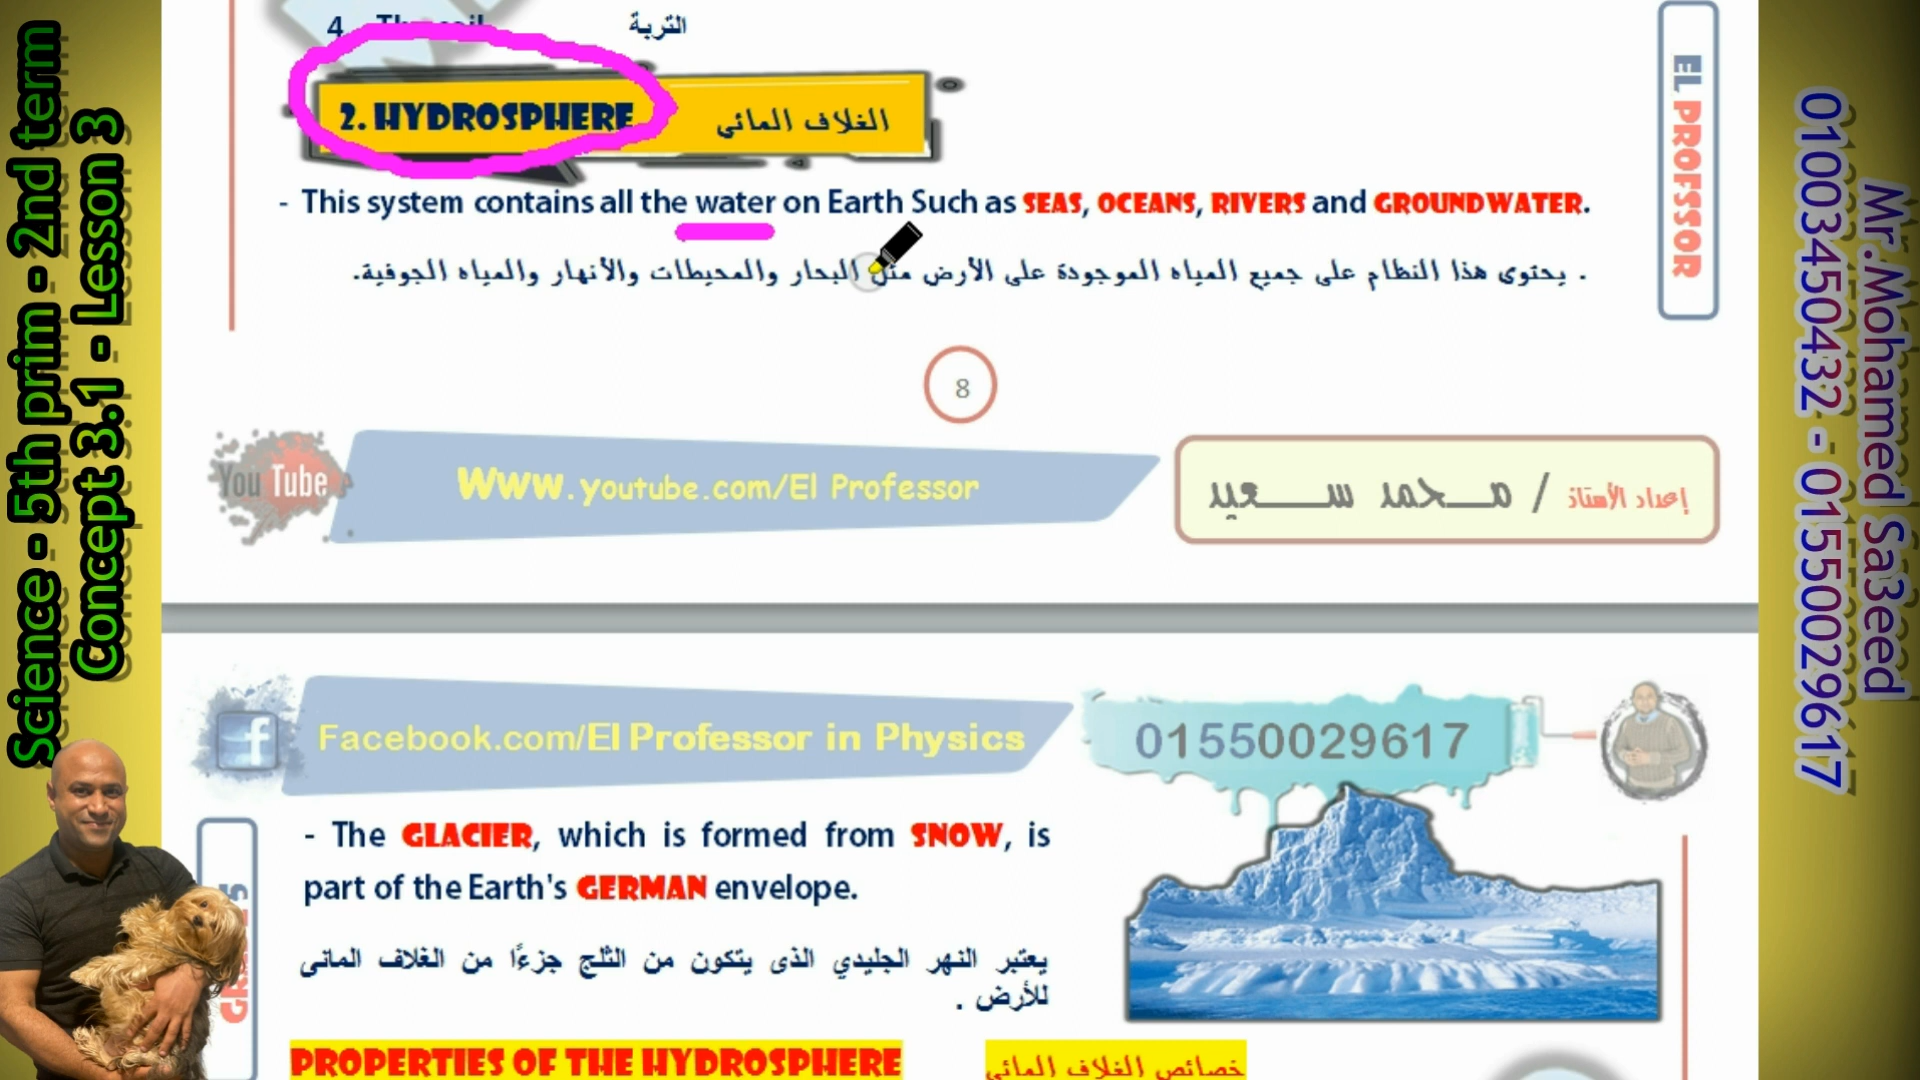 4 The soil التربة
2. HYDROSPHERE الغلاف المائى
- This system contains all the water on Earth Such as SEAS, OCEANS, RIVERS and GROUNDWATER.
. يحتوى هذا النظام على جميع المياه الموجودة على الأرض مثل البحار والمحيطات والأنهار والمياه الجوفية.
EL PROFSSOR
8
You Tube
Www.youtube.com/El Professor
إعداد الأستاذ / محمد سعيد
f
Facebook.com/El Professor in Physics
01550029617
- The GLACIER, which is formed from SNOW, is
part of the Earth's GERMAN envelope.
يعتبر النهر الجليدي الذى يتكون من الثلج جزءًا من الغلاف المائى
للأرض .
PROPERTIES OF THE HYDROSPHERE خصائص الغلاف المائى
Science - 5th prim - 2nd term
Concept 3.1 - Lesson 3
Mr.Mohamed Sa3eed
01003450432 - 01550029617